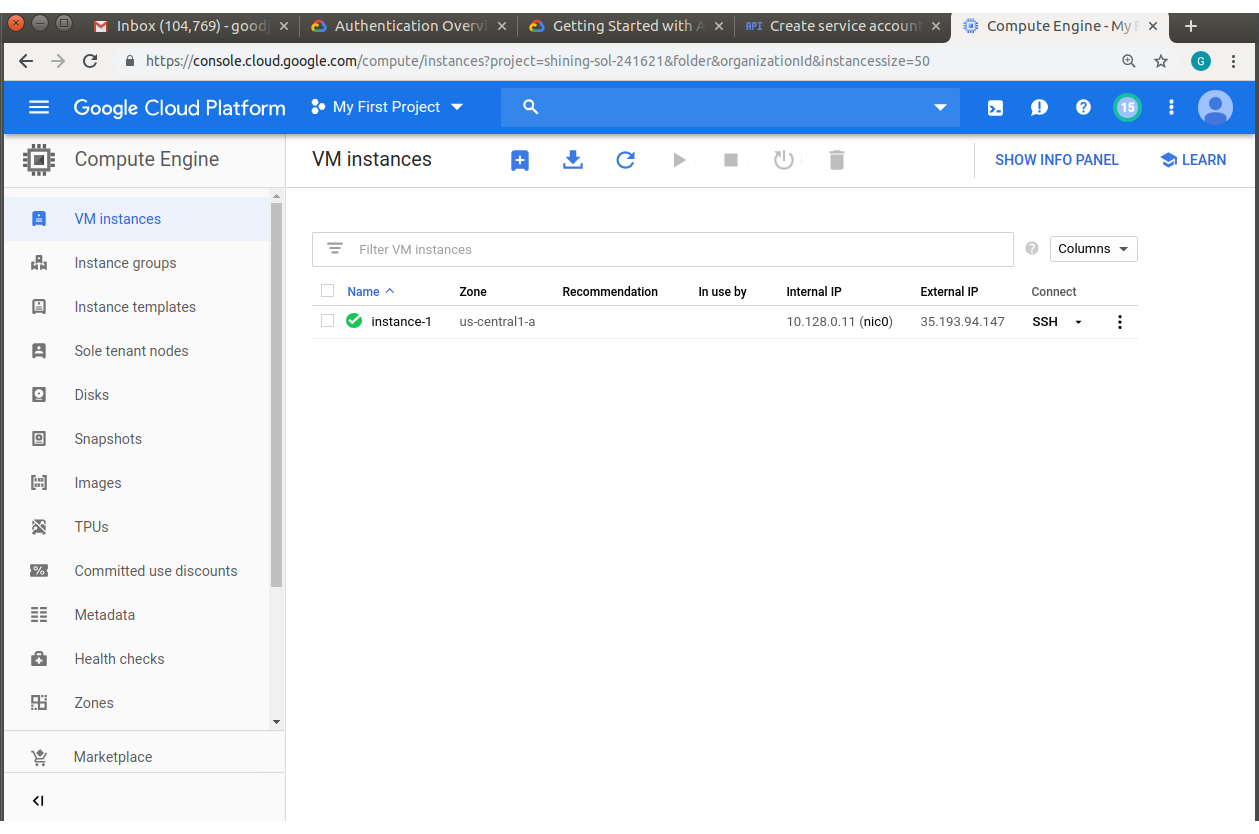 Inbox (104,769) - good
Authentication Overvi
Getting Started with A
API Create service account
Compute Engine - My F
https://console.cloud.google.com/compute/instances?project=shining-sol-241621&folder&organizationId&instancessize=50
G
Google Cloud Platform
My First Project
15
Compute Engine
VM instances
SHOW INFO PANEL
LEARN
VM instances
Instance groups
Instance templates
Sole tenant nodes
Disks
Snapshots
Images
TPUs
Committed use discounts
Metadata
Health checks
Zones
Marketplace
Filter VM instances
Columns
Name Zone Recommendation In use by Internal IP External IP Connect
instance-1 us-central1-a 10.128.0.11 (nic0) 35.193.94.147 SSH